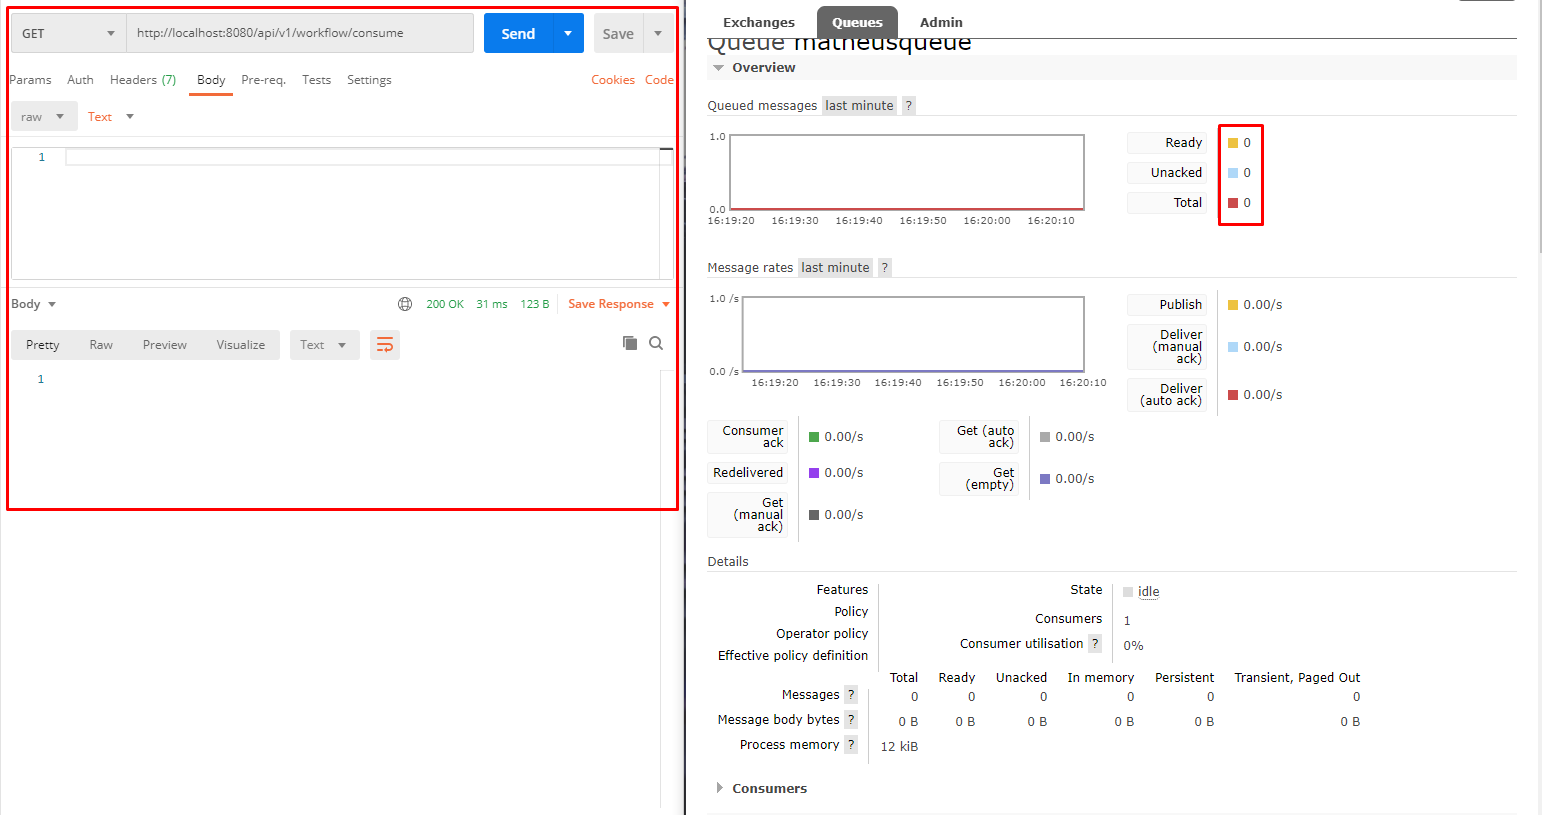 GET
http://localhost:8080/api/v1/workflow/consume
Send
Save
Params Auth Headers (7) Body Pre-req. Tests Settings Cookies Code
raw Text
1
Body 200 OK 31 ms 123 B Save Response
Pretty Raw Preview Visualize Text
1
Exchanges Queues Admin
Queue matheusqueue
Overview
Queued messages last minute ?
1.0
0.0
16:19:20 16:19:30 16:19:40 16:19:50 16:20:00 16:20:10
Ready 0
Unacked 0
Total 0
Message rates last minute ?
1.0 /s
0.0 /s
16:19:20 16:19:30 16:19:40 16:19:50 16:20:00 16:20:10
Publish 0.00/s
Deliver
(manual 0.00/s
ack)
Deliver
(auto ack) 0.00/s
Consumer
ack 0.00/s
Redelivered 0.00/s
Get
(manual 0.00/s
ack)
Get (auto
ack) 0.00/s
Get
(empty) 0.00/s
Details
Features
Policy
Operator policy
Effective policy definition
State idle
Consumers 1
Consumer utilisation ? 0%
Total Ready Unacked In memory Persistent Transient, Paged Out
Messages ? 0 0 0 0 0 0
Message body bytes ? 0 B 0 B 0 B 0 B 0 B 0 B
Process memory ? 12 kiB
Consumers